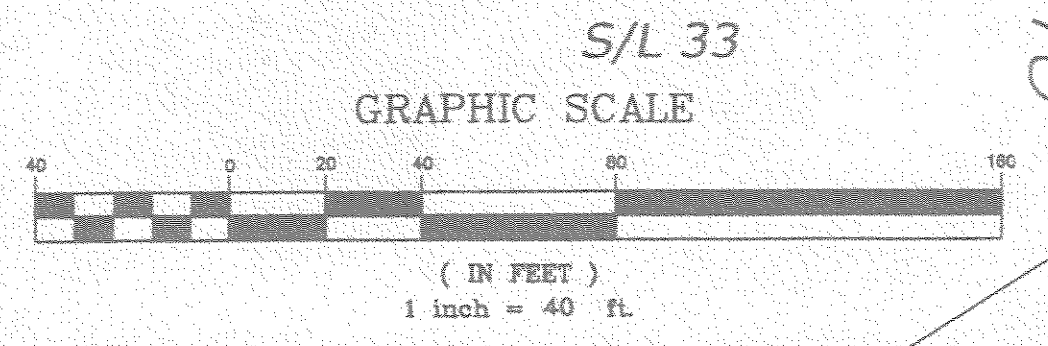 S/L 33
GRAPHIC SCALE
40 0 20 40 80 160
( IN FEET )
1 inch = 40 ft.